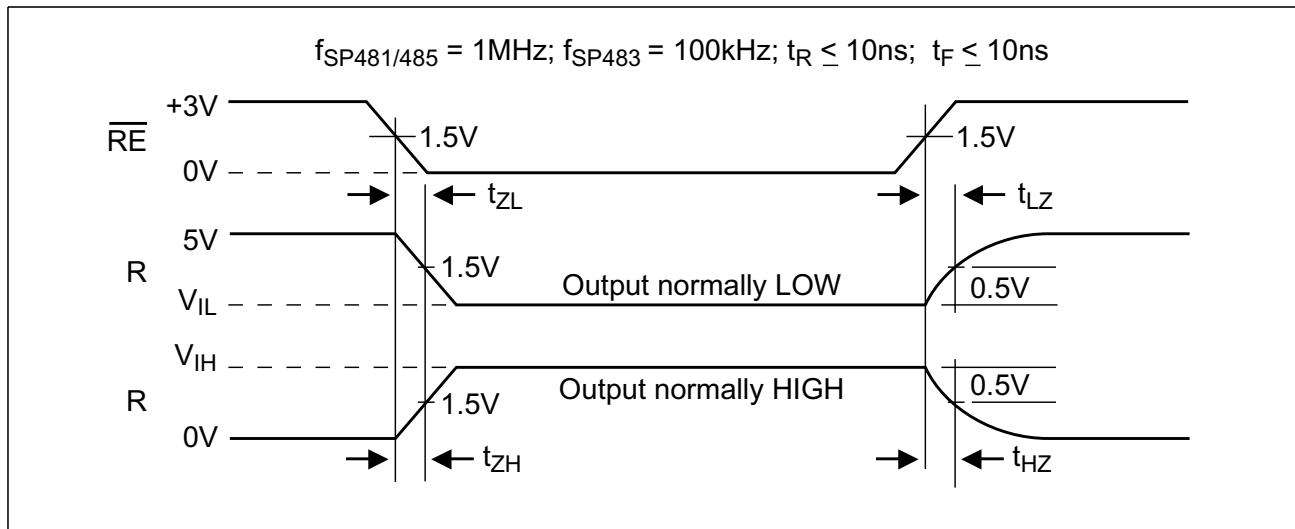 fSP481/485 = 1MHz; fSP483 = 100kHz; tR ≤ 10ns; tF ≤ 10ns
+3V
RE
1.5V
1.5V
0V
tZL
tLZ
5V
R
1.5V
Output normally LOW
0.5V
VIL
VIH
R
1.5V
Output normally HIGH
0.5V
0V
tZH
tHZ